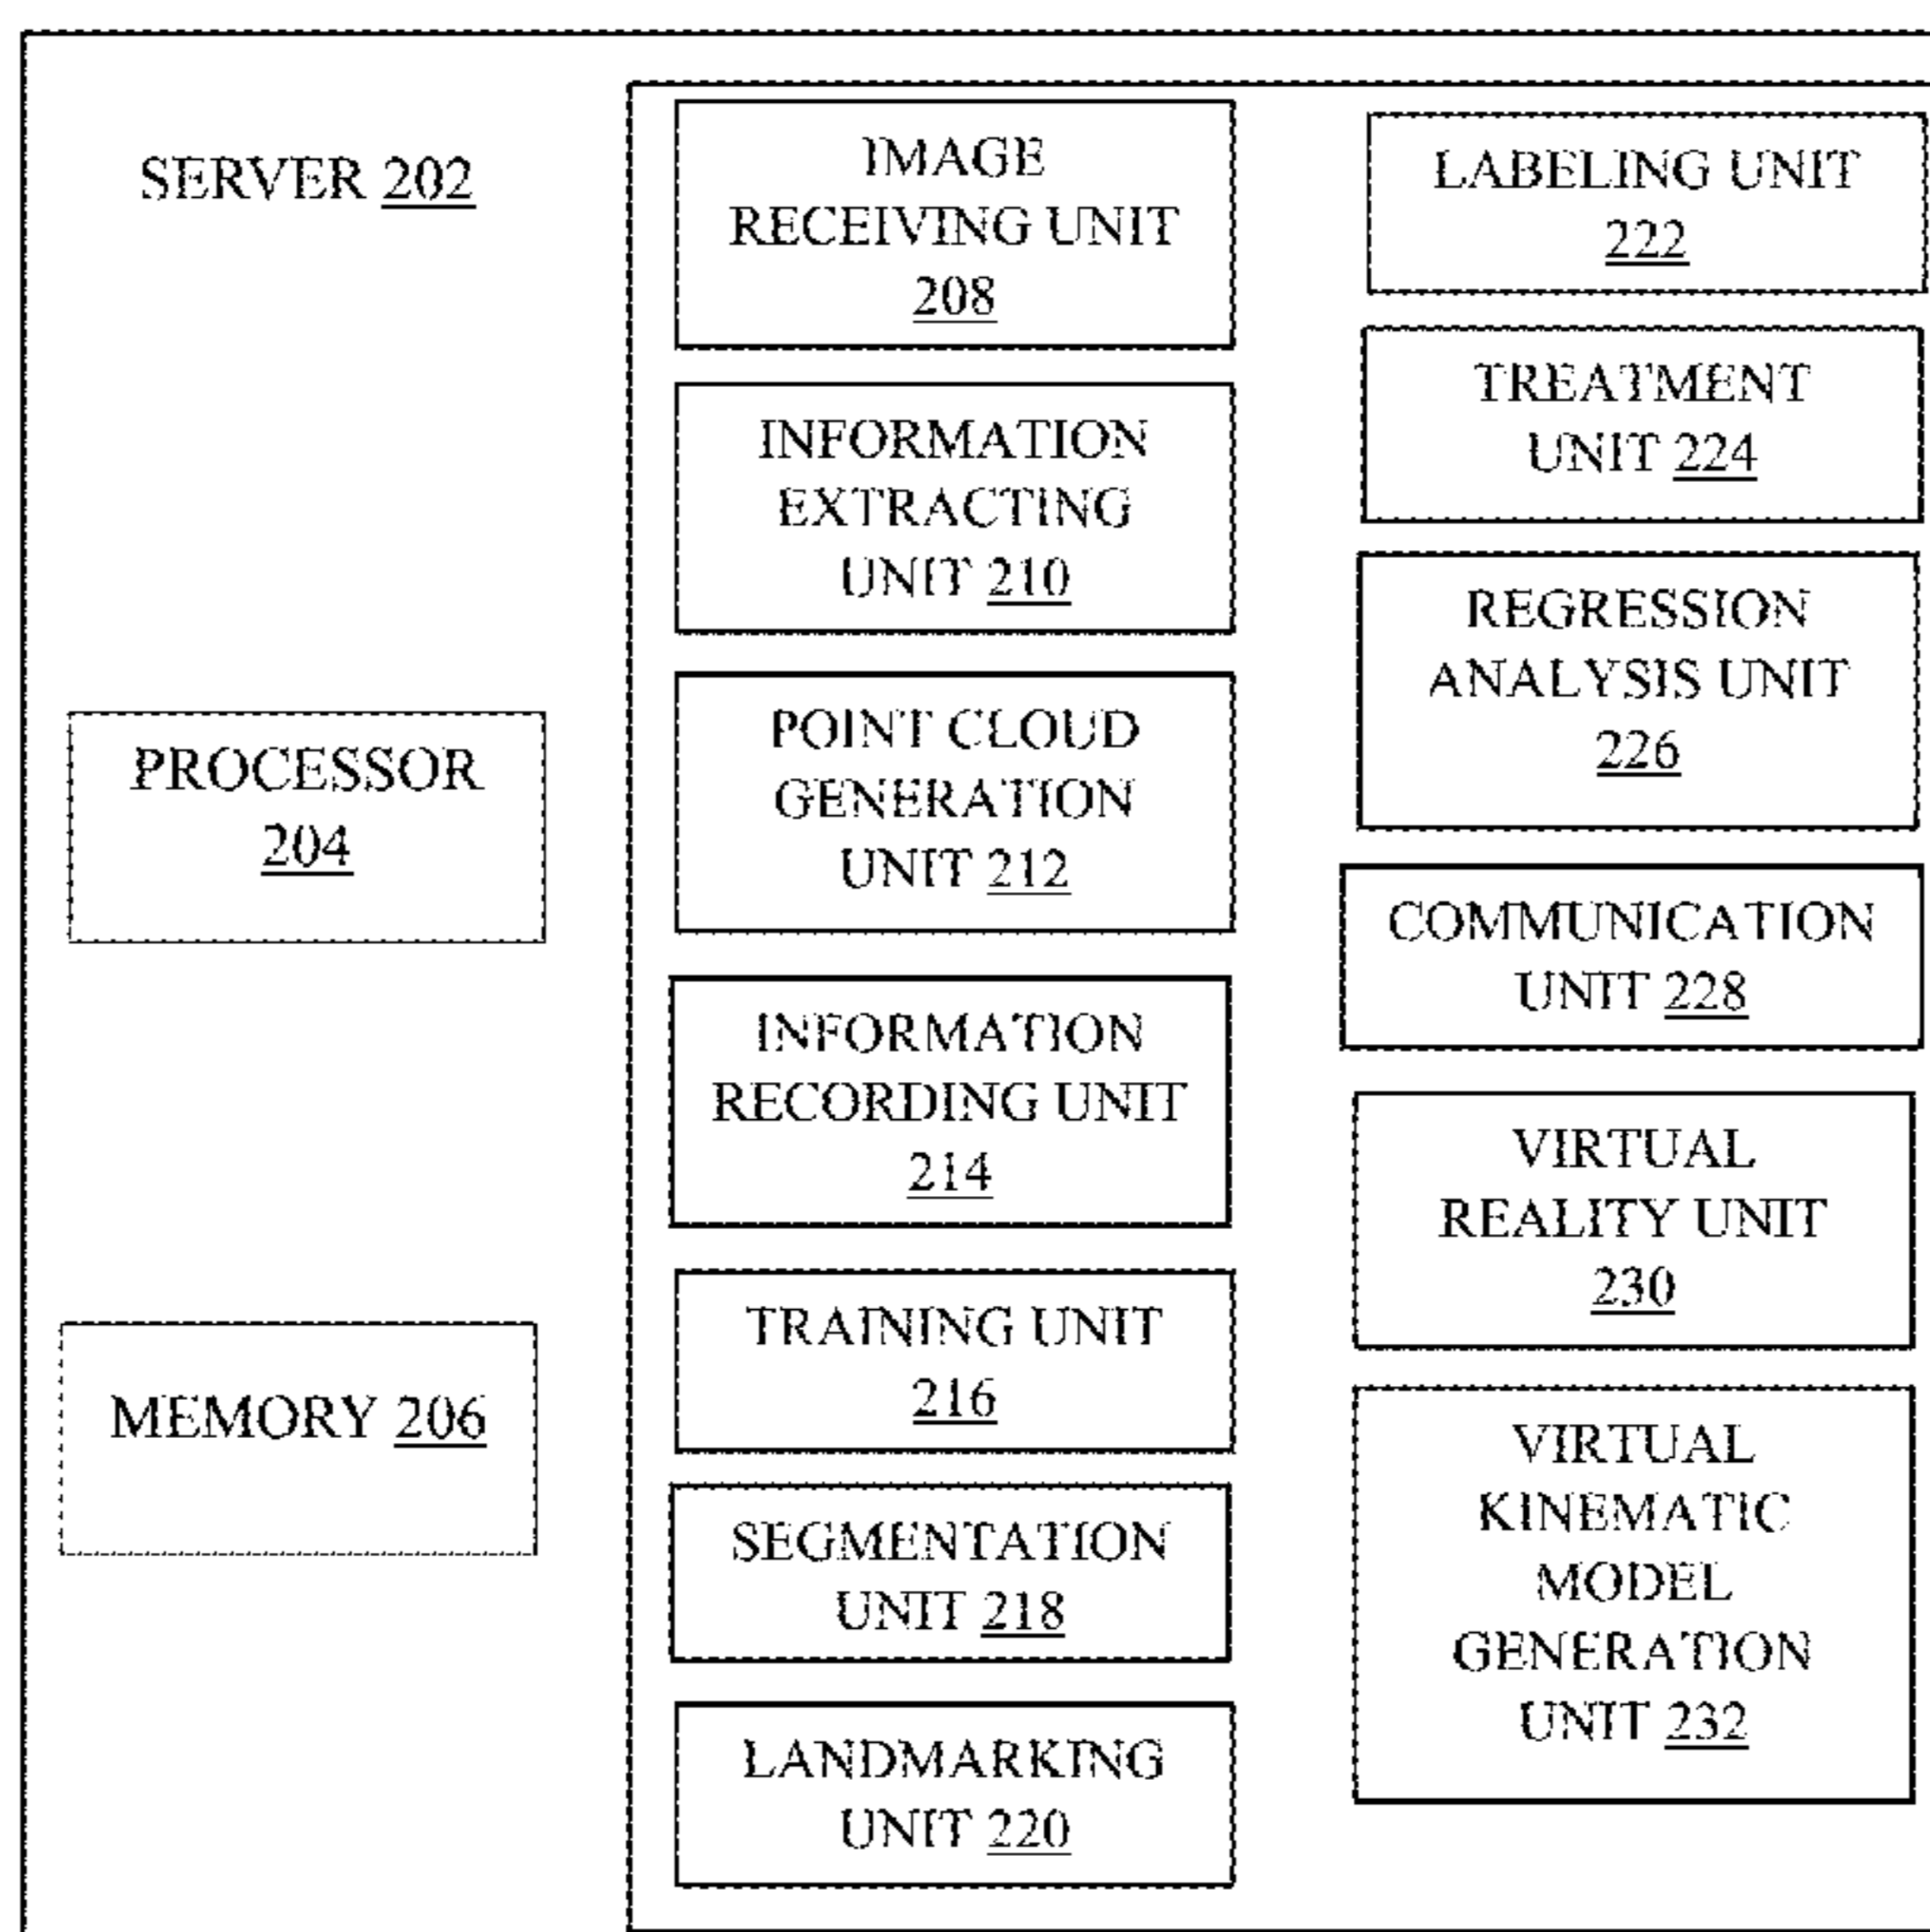 SERVER 202
PROCESSOR
204
MEMORY 206
IMAGE
RECEIVING UNIT
208
INFORMATION
EXTRACTING
UNIT 210
POINT CLOUD
GENERATION
UNIT 212
INFORMATION
RECORDING UNIT
214
TRAINING UNIT
216
SEGMENTATION
UNIT 218
LANDMARKING
UNIT 220
LABELING UNIT
222
TREATMENT
UNIT 224
REGRESSION
ANALYSIS UNIT
226
COMMUNICATION
UNIT 228
VIRTUAL
REALITY UNIT
230
VIRTUAL
KINEMATIC
MODEL
GENERATION
UNIT 232